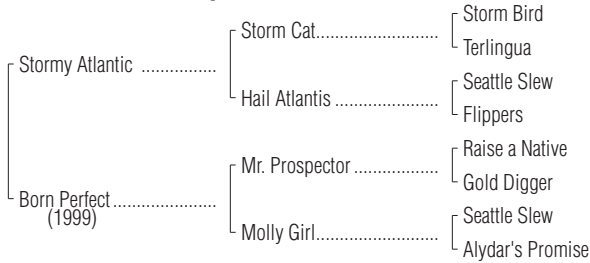 Storm Bird
Storm Cat..........................
Terlingua
Stormy Atlantic ................
Seattle Slew
Hail Atlantis ......................
Flippers
Raise a Native
Mr. Prospector ..................
Gold Digger
Born Perfect......................
(1999)
Seattle Slew
Molly Girl..........................
Alydar's Promise